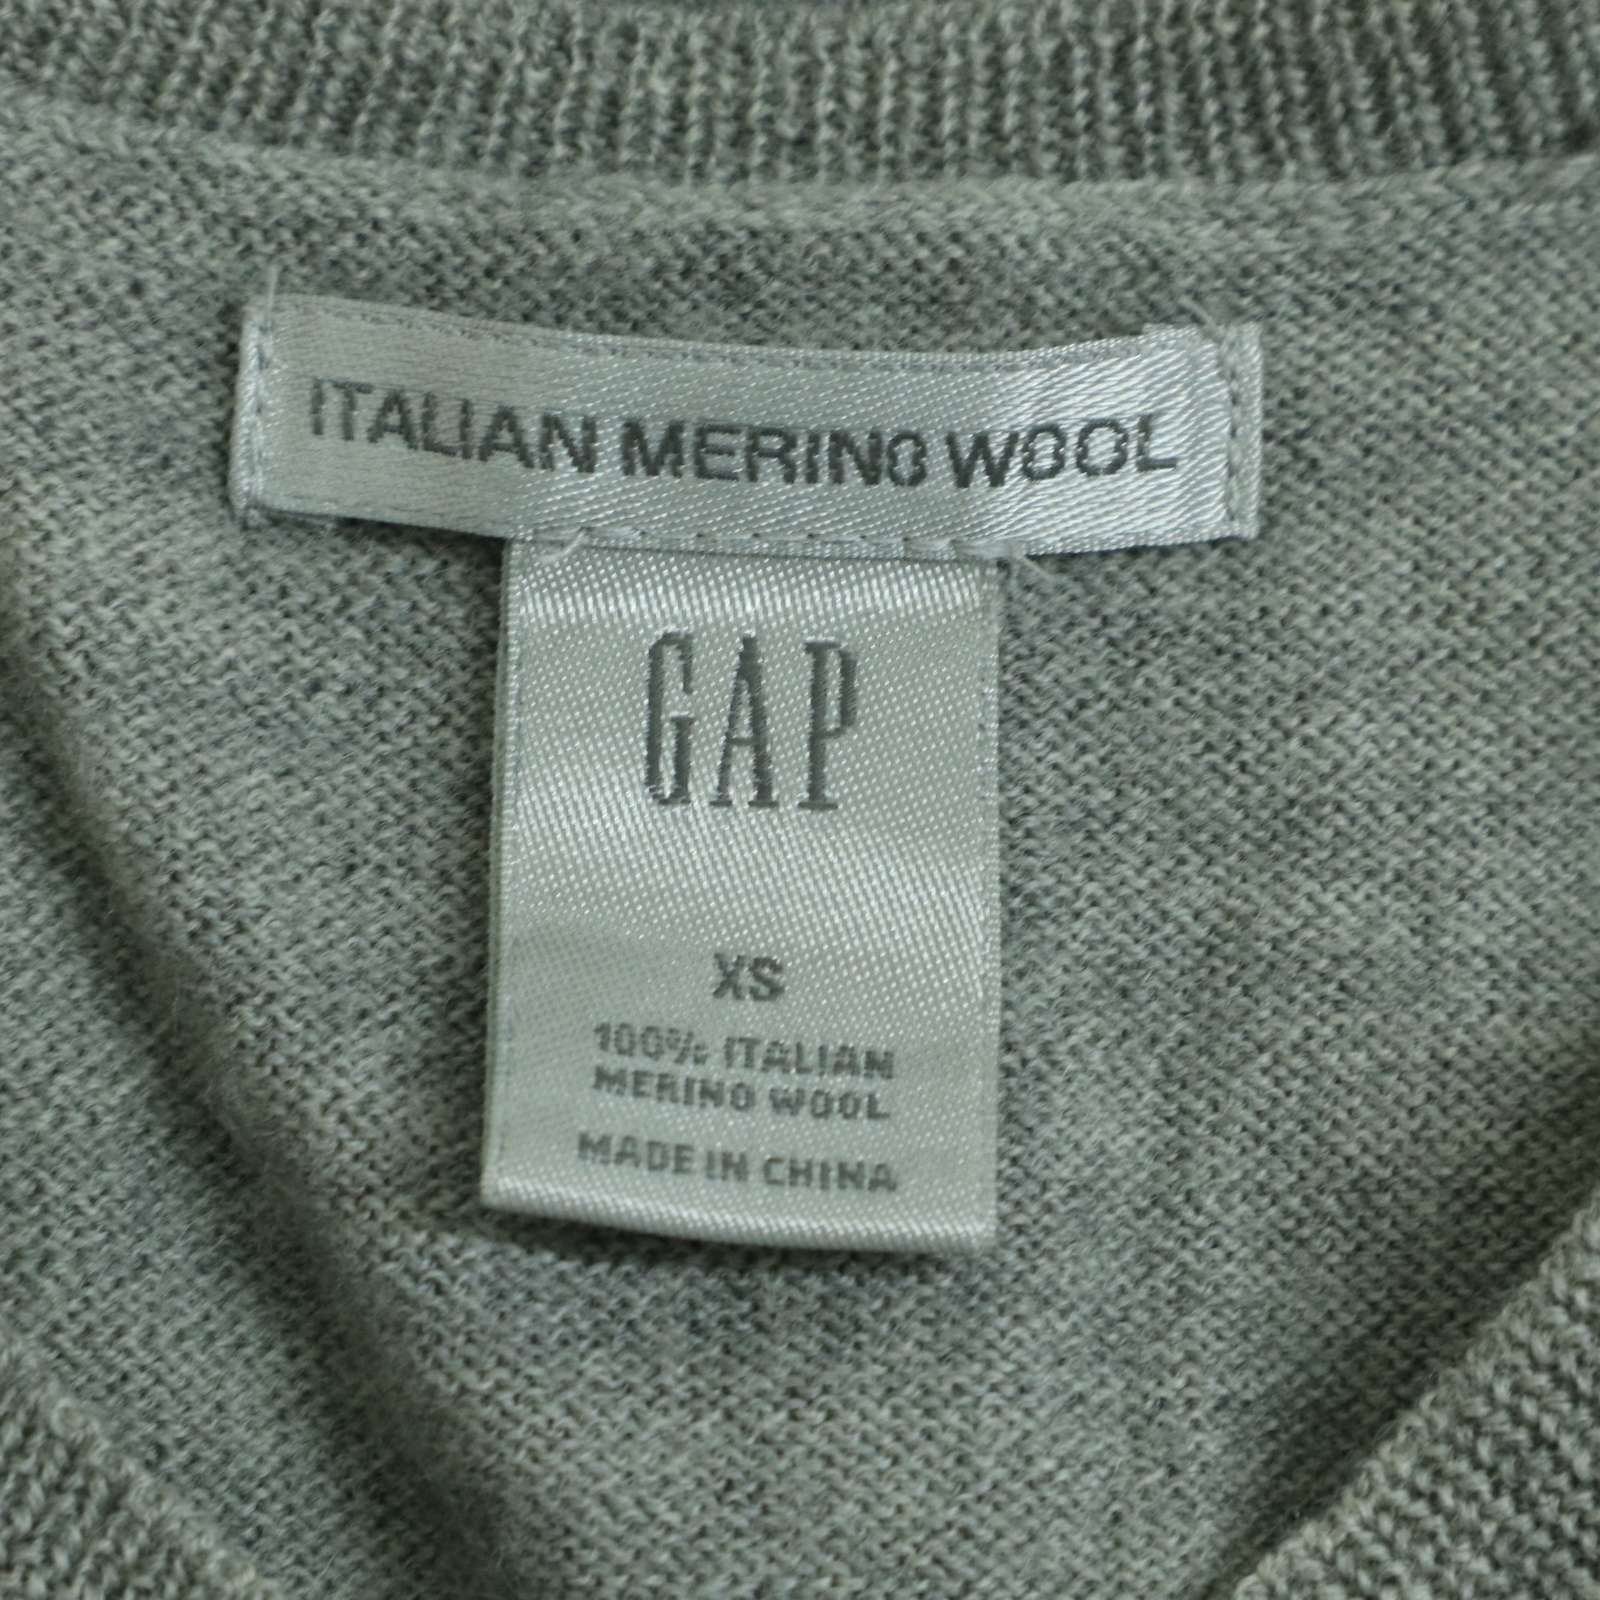 ITALIAN MERINO WOOL
GAP
XS
100% ITALIAN
MERINO WOOL
MADE IN CHINA